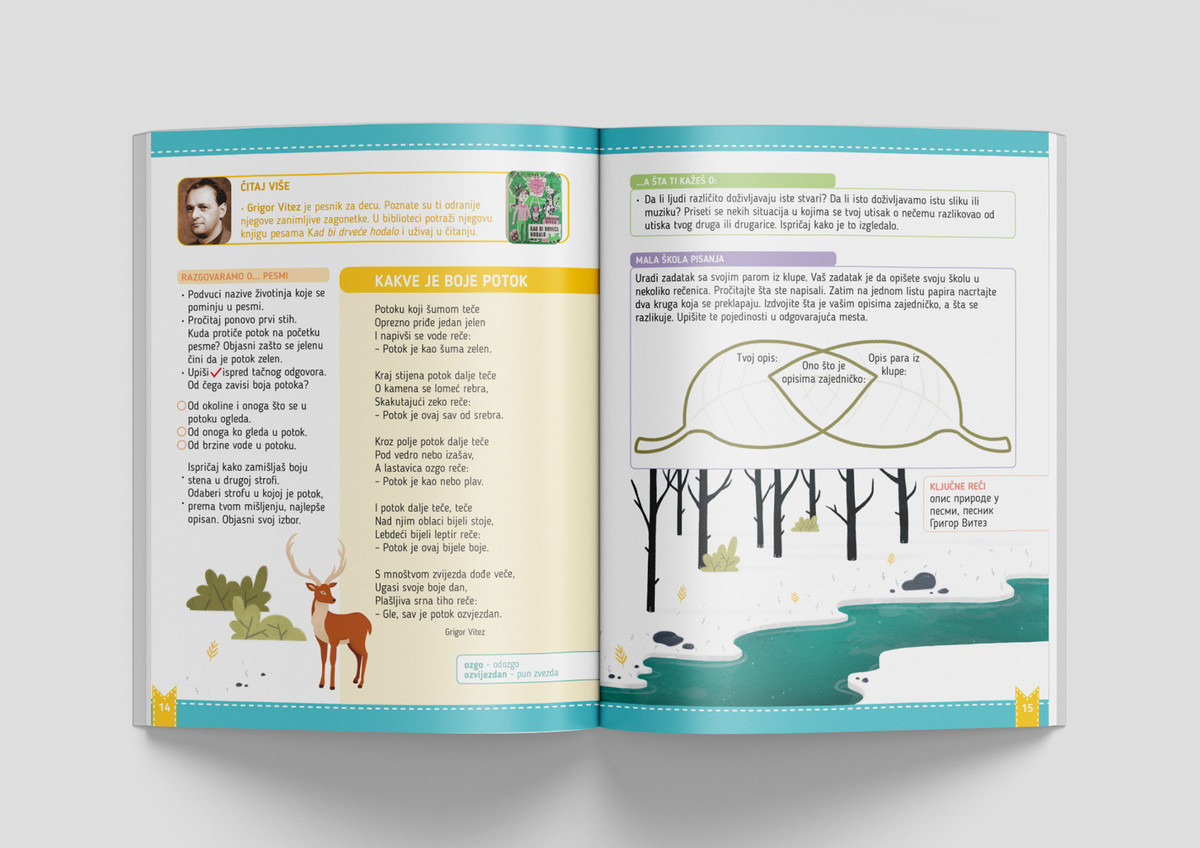 ČITAJ VIŠE
· Grigor Vitez je pesnik za decu. Poznate su ti odranije
njegove zanimljive zagonetke. U biblioteci potraži njegovu
knjigu pesama Kad bi drveće hodalo i uživaj u čitanju.
KAD BI DRVEĆE
HODALO
RAZGOVARAMO O... PESMI
· Podvuci nazive životinja koje se
pominju u pesmi.
· Pročitaj ponovo prvi stih.
Kuda protiče potok na početku
pesme? Objasni zašto se jelenu
čini da je potok zelen.
· Upiši ✓ ispred tačnog odgovora.
Od čega zavisi boja potoka?
Od okoline i onoga što se u
potoku ogleda.
Od onoga ko gleda u potok.
Od brzine vode u potoku.
Ispričaj kako zamišljaš boju
· stena u drugoj strofi.
Odaberi strofu u kojoj je potok,
· prema tvom mišljenju, najlepše
opisan. Objasni svoj izbor.
KAKVE JE BOJE POTOK
Potoku koji šumom teče
Oprezno priđe jedan jelen
I napivši se vode reče:
– Potok je kao šuma zelen.
Kraj stijena potok dalje teče
O kamena se lomeć rebra,
Skakutajući zeko reče:
– Potok je ovaj sav od srebra.
Kroz polje potok dalje teče
Pod vedro nebo izašav,
A lastavica ozgo reče:
– Potok je kao nebo plav.
I potok dalje teče, teče
Nad njim oblaci bijeli stoje,
Lebdeći bijeli leptir reče:
– Potok je ovaj bijele boje.
S mnoštvom zvijezda dođe veče,
Ugasi svoje boje dan,
Plašljiva srna tiho reče:
– Gle, sav je potok ozvjezdan.
Grigor Vitez
ozgo – odozgo
ozvijezdan – pun zvezda
14
...A ŠTA TI KAŽEŠ O:
· Da li ljudi različito doživljavaju iste stvari? Da li isto doživljavamo istu sliku ili
muziku? Priseti se nekih situacija u kojima se tvoj utisak o nečemu razlikovao od
utiska tvog druga ili drugarice. Ispričaj kako je to izgledalo.
MALA ŠKOLA PISANJA
Uradi zadatak sa svojim parom iz klupe. Vaš zadatak je da opišete svoju školu u
nekoliko rečenica. Pročitajte šta ste napisali. Zatim na jednom listu papira nacrtajte
dva kruga koja se preklapaju. Izdvojite šta je vašim opisima zajedničko, a šta se
razlikuje. Upišite te pojedinosti u odgovarajuća mesta.
Tvoj opis:
Ono što je
opisima zajedničko:
Opis para iz
klupe:
KLJUČNE REČI
опис природе у
песми, песник
Григор Витез
15